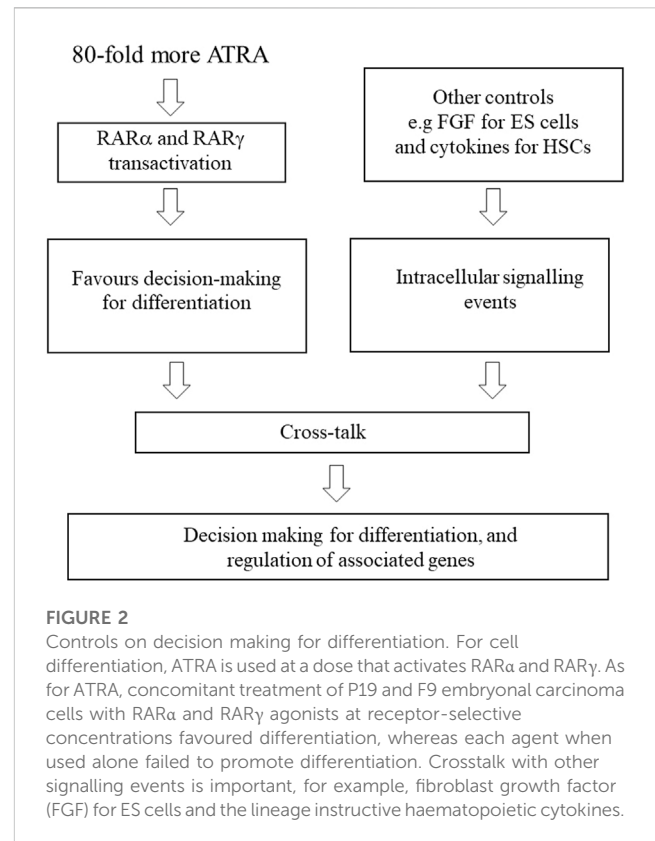 80-fold more ATRA
RARα and RARγ
transactivation
Favours decision-making
for differentiation
Other controls
e.g FGF for ES cells
and cytokines for HSCs
Intracellular signalling
events
Cross-talk
Decision making for differentiation, and
regulation of associated genes
FIGURE 2
Controls on decision making for differentiation. For cell
differentiation, ATRA is used at a dose that activates RARα and RARγ. As
for ATRA, concomitant treatment of P19 and F9 embryonal carcinoma
cells with RARα and RARγ agonists at receptor-selective
concentrations favoured differentiation, whereas each agent when
used alone failed to promote differentiation. Crosstalk with other
signalling events is important, for example, fibroblast growth factor
(FGF) for ES cells and the lineage instructive haematopoietic cytokines.